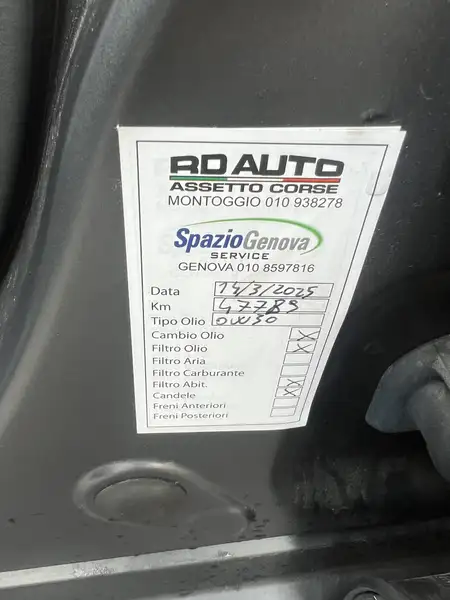 RD AUTO
ASSETTO CORSE
MONTOGGIO 010 938278
SpazioGenova
SERVICE
GENOVA 010 8597816
Data 14/3/2025
Km 47789
Tipo Olio 0W30
Cambio Olio X
Filtro Olio X
Filtro Aria
Filtro Carburante
Filtro Abit. X
Candele X
Freni Anteriori
Freni Posteriori